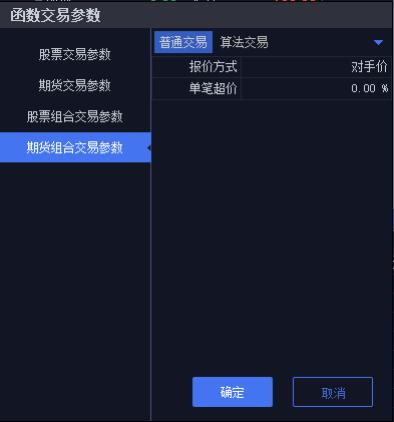 函数交易参数
股票交易参数
期货交易参数
股票组合交易参数
期货组合交易参数
普通交易 算法交易
报价方式 对手价
单笔超价 0.00 %
确定 取消